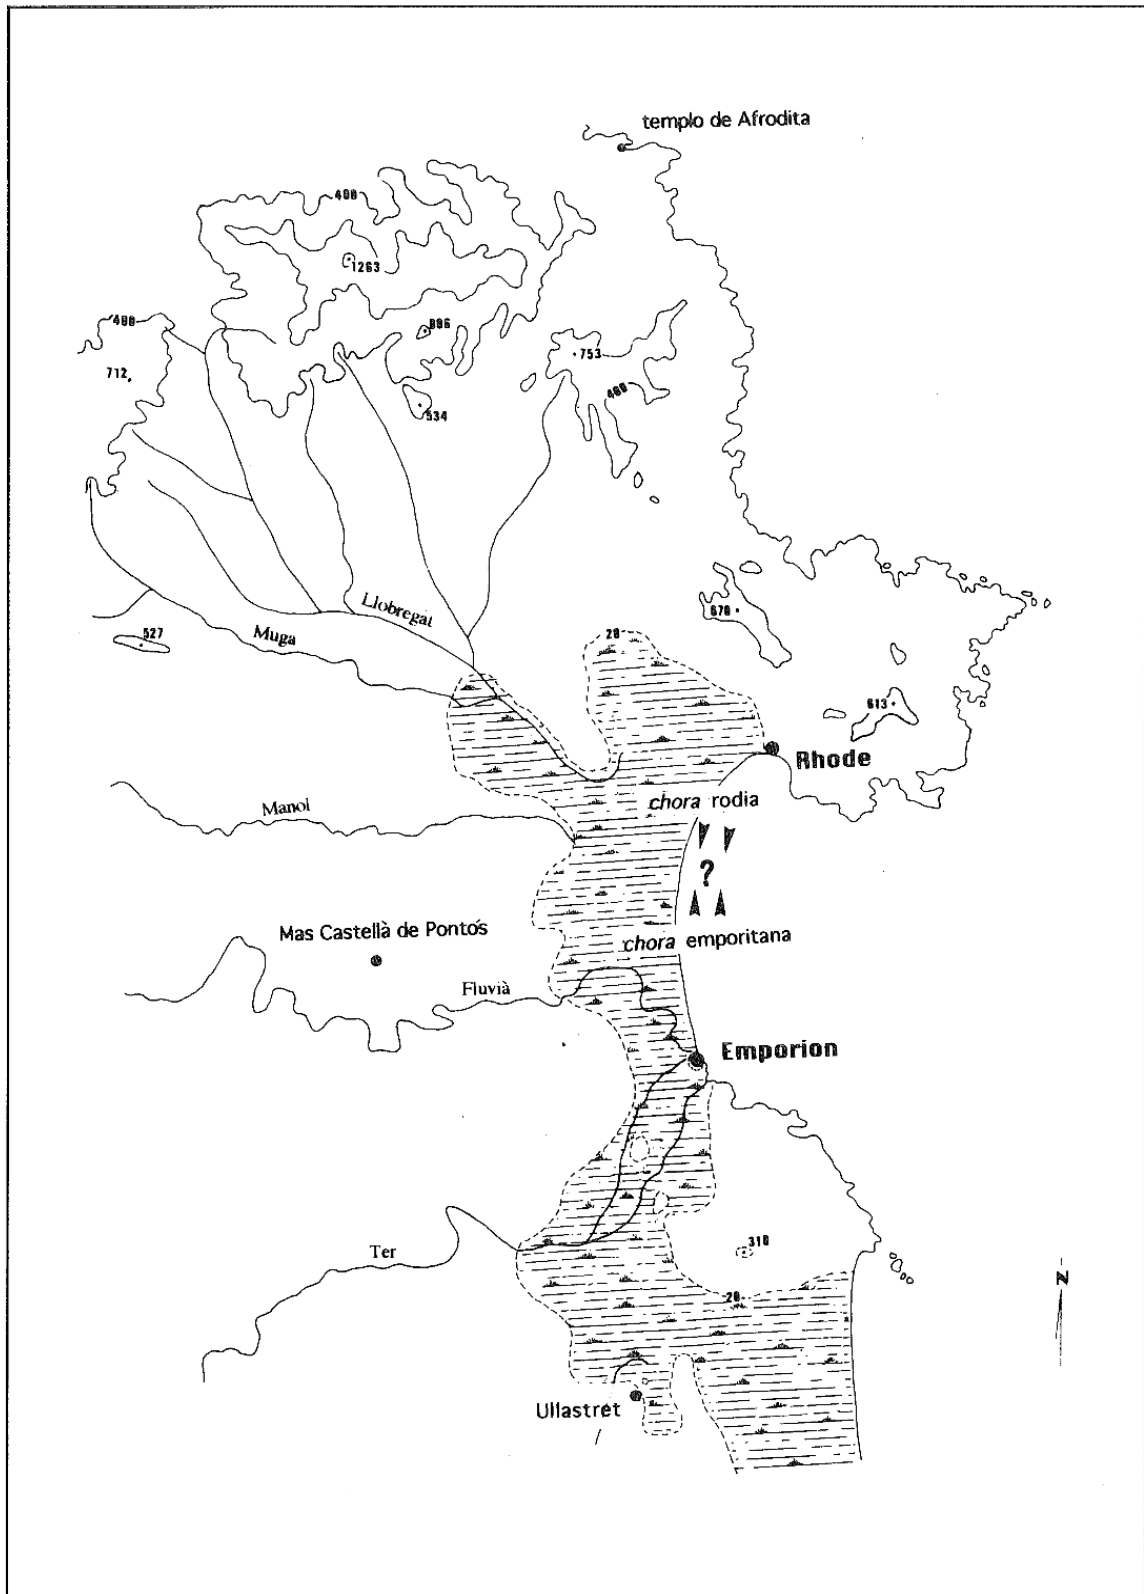 templo de Afrodita
400
1263
896
400
753
712
400
534
Llobregat
670
Muga
20
527
613
Rhode
chora rodia
Manol
?
Mas Castellà de Pontós
chora emporitana
Fluvià
Emporion
310
Ter
20
N
Ullastret